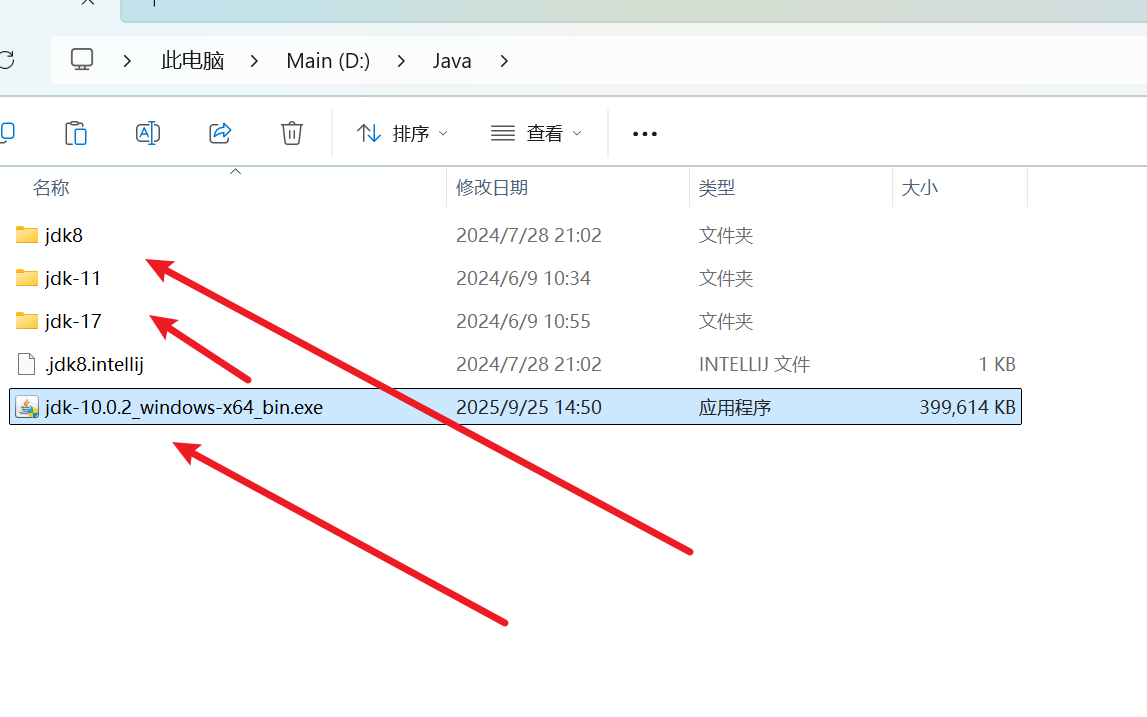 此电脑 Main (D:) Java
排序 查看
名称 修改日期 类型 大小
jdk8 2024/7/28 21:02 文件夹
jdk-11 2024/6/9 10:34 文件夹
jdk-17 2024/6/9 10:55 文件夹
.jdk8.intellij 2024/7/28 21:02 INTELLIJ 文件 1 KB
jdk-10.0.2_windows-x64_bin.exe 2025/9/25 14:50 应用程序 399,614 KB